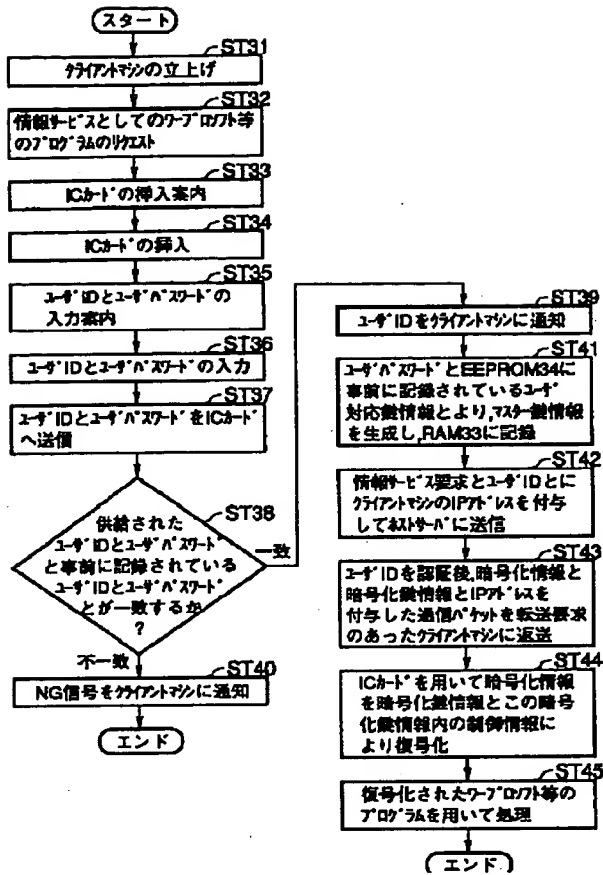 スタート
ST31
クライアントマシンの立上げ
ST32
情報サービスとしてのワープロソフト等
のプログラムのリクエスト
ST33
ICカードの挿入案内
ST34
ICカードの挿入
ST35
ユーザIDとユーザパスワードの
入力案内
ST36
ユーザIDとユーザパスワードの入力
ST37
ユーザIDとユーザパスワードをICカード
へ送信
ST38
供給された
ユーザIDとユーザパスワード
と事前に記録されている
ユーザIDとユーザパスワード
とが一致するか
?
一致
不一致
ST40
NG信号をクライアントマシンに通知
エンド
ST39
ユーザIDをクライアントマシンに通知
ST41
ユーザパスワードとEEPROM34に
事前に記録されているユーザ
対応鍵情報とより,マスター鍵情報
を生成し,RAM33に記録
ST42
情報サービス要求とユーザIDとに
クライアントマシンのIPアドレスを付与
してホストサーバに送信
ST43
ユーザIDを認証後,暗号化情報と
暗号化鍵情報とIPアドレスを
付与した通信パケットを転送要求
のあったクライアントマシンに返送
ST44
ICカードを用いて暗号化情報
を暗号化鍵情報とこの暗号
化鍵情報内の制御情報に
より復号化
ST45
復号化されたワープロソフト等の
プログラムを用いて処理
エンド